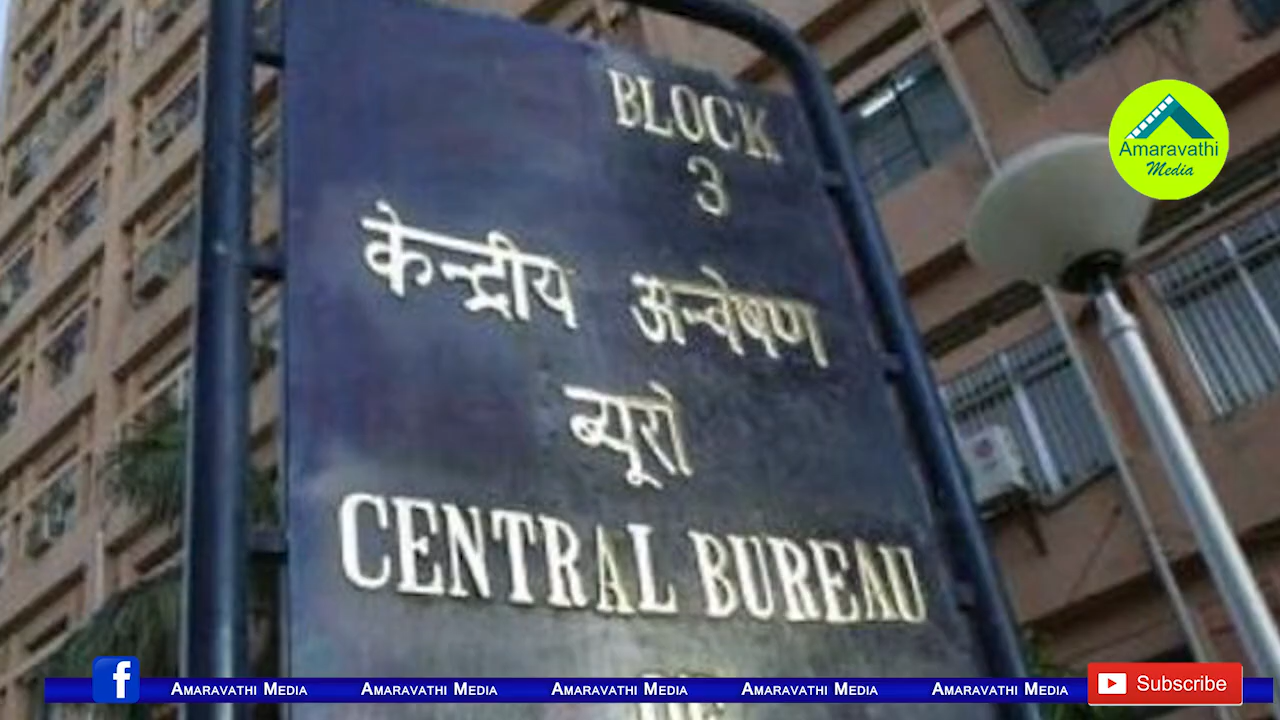 BLOCK
3
केन्द्रीय अन्वेषण
ब्यूरो
CENTRAL BUREAU
OF
Amaravathi
Media
AMARAVATHI MEDIA AMARAVATHI MEDIA AMARAVATHI MEDIA AMARAVATHI MEDIA AMARAVATHI MEDIA
Subscribe